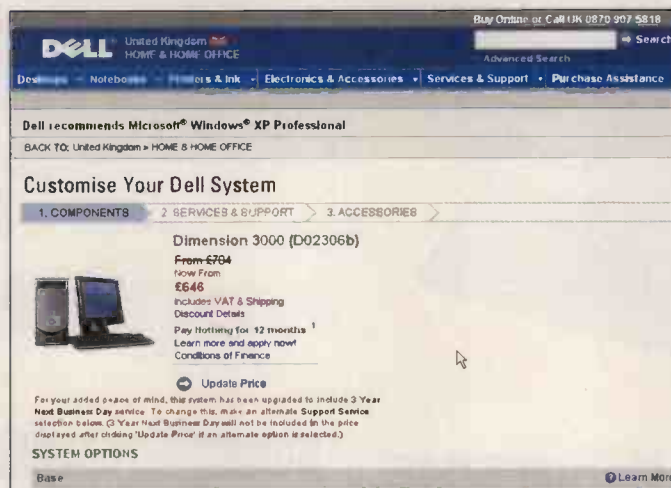 Buy Online or Call UK 0870 907 5818
DELL United Kingdom
HOME & HOME OFFICE
Search
Advanced Search
Desktops Notebooks Printers & Ink Electronics & Accessories Services & Support Purchase Assistance
Dell recommends Microsoft® Windows® XP Professional
BACK TO: United Kingdom » HOME & HOME OFFICE
Customise Your Dell System
1. COMPONENTS 2 SERVICES & SUPPORT 3. ACCESSORIES
Dimension 3000 (D02306b)
From £704
Now From
£646
Includes VAT & Shipping
Discount Details
Pay Nothing for 12 months 1
Learn more and apply now!
Conditions of Finance
Update Price
For your added peace of mind, this system has been upgraded to include 3 Year
Next Business Day service. To change this, make an alternate Support Service
selection below. (3 Year Next Business Day will not be included in the price
displayed after clicking 'Update Price' if an alternate option is selected.)
SYSTEM OPTIONS
Base
Learn More